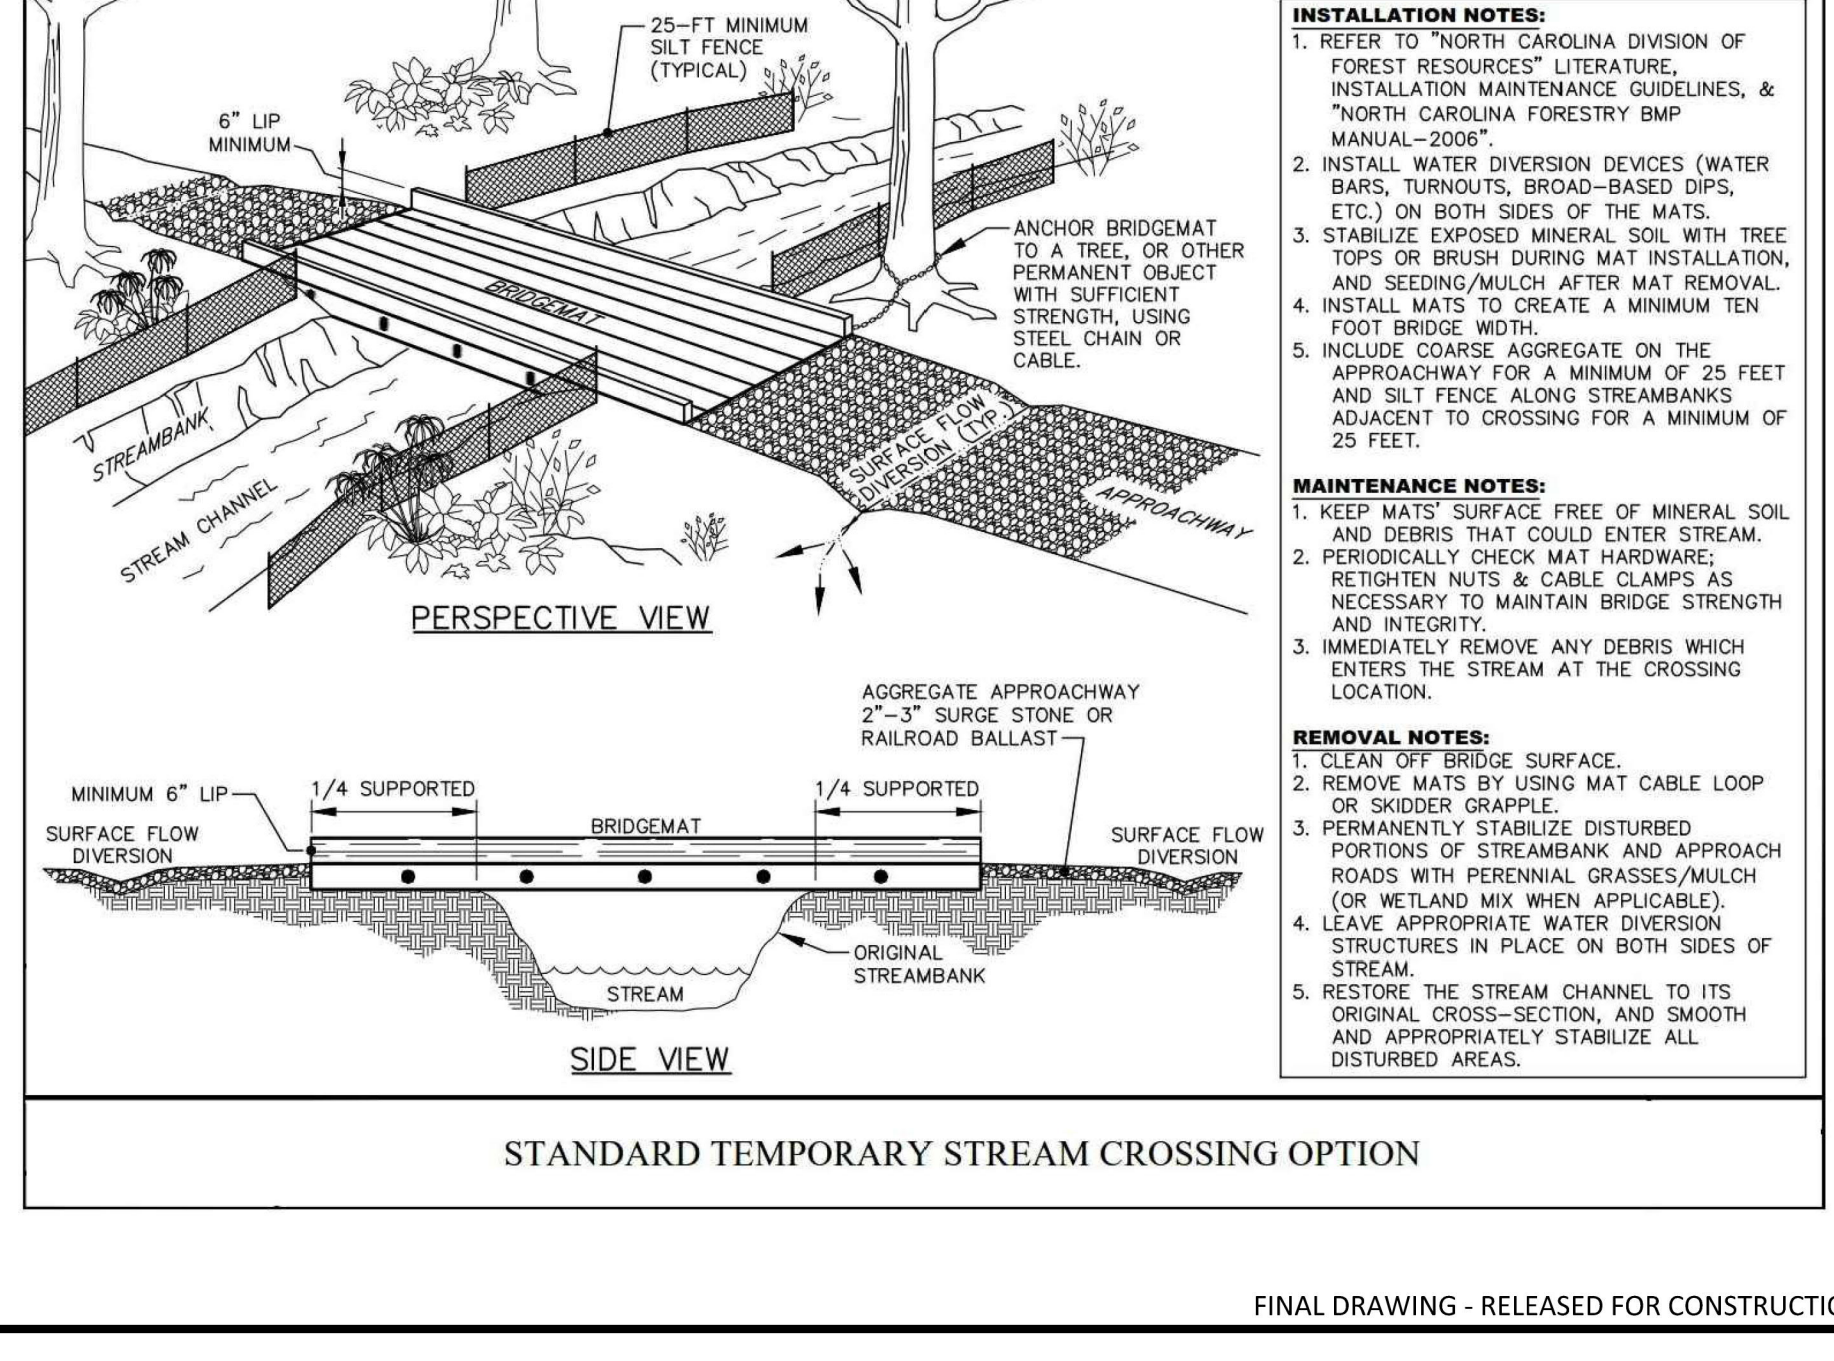 25-FT MINIMUM
SILT FENCE
(TYPICAL)
6" LIP
MINIMUM
ANCHOR BRIDGEMAT
TO A TREE, OR OTHER
PERMANENT OBJECT
WITH SUFFICIENT
STRENGTH, USING
STEEL CHAIN OR
CABLE.
BRIDGEMAT
STREAMBANK
STREAM CHANNEL
SURFACE FLOW
DIVERSION (TYP.)
APPROACHWAY
PERSPECTIVE VIEW
AGGREGATE APPROACHWAY
2"-3" SURGE STONE OR
RAILROAD BALLAST
MINIMUM 6" LIP
1/4 SUPPORTED
1/4 SUPPORTED
BRIDGEMAT
SURFACE FLOW
DIVERSION
SURFACE FLOW
DIVERSION
ORIGINAL
STREAMBANK
STREAM
SIDE VIEW
INSTALLATION NOTES:
1. REFER TO "NORTH CAROLINA DIVISION OF
FOREST RESOURCES" LITERATURE,
INSTALLATION MAINTENANCE GUIDELINES, &
"NORTH CAROLINA FORESTRY BMP
MANUAL-2006".
2. INSTALL WATER DIVERSION DEVICES (WATER
BARS, TURNOUTS, BROAD-BASED DIPS,
ETC.) ON BOTH SIDES OF THE MATS.
3. STABILIZE EXPOSED MINERAL SOIL WITH TREE
TOPS OR BRUSH DURING MAT INSTALLATION,
AND SEEDING/MULCH AFTER MAT REMOVAL.
4. INSTALL MATS TO CREATE A MINIMUM TEN
FOOT BRIDGE WIDTH.
5. INCLUDE COARSE AGGREGATE ON THE
APPROACHWAY FOR A MINIMUM OF 25 FEET
AND SILT FENCE ALONG STREAMBANKS
ADJACENT TO CROSSING FOR A MINIMUM OF
25 FEET.
MAINTENANCE NOTES:
1. KEEP MATS' SURFACE FREE OF MINERAL SOIL
AND DEBRIS THAT COULD ENTER STREAM.
2. PERIODICALLY CHECK MAT HARDWARE;
RETIGHTEN NUTS & CABLE CLAMPS AS
NECESSARY TO MAINTAIN BRIDGE STRENGTH
AND INTEGRITY.
3. IMMEDIATELY REMOVE ANY DEBRIS WHICH
ENTERS THE STREAM AT THE CROSSING
LOCATION.
REMOVAL NOTES:
1. CLEAN OFF BRIDGE SURFACE.
2. REMOVE MATS BY USING MAT CABLE LOOP
OR SKIDDER GRAPPLE.
3. PERMANENTLY STABILIZE DISTURBED
PORTIONS OF STREAMBANK AND APPROACH
ROADS WITH PERENNIAL GRASSES/MULCH
(OR WETLAND MIX WHEN APPLICABLE).
4. LEAVE APPROPRIATE WATER DIVERSION
STRUCTURES IN PLACE ON BOTH SIDES OF
STREAM.
5. RESTORE THE STREAM CHANNEL TO ITS
ORIGINAL CROSS-SECTION, AND SMOOTH
AND APPROPRIATELY STABILIZE ALL
DISTURBED AREAS.
STANDARD TEMPORARY STREAM CROSSING OPTION
FINAL DRAWING - RELEASED FOR CONSTRUCTIO